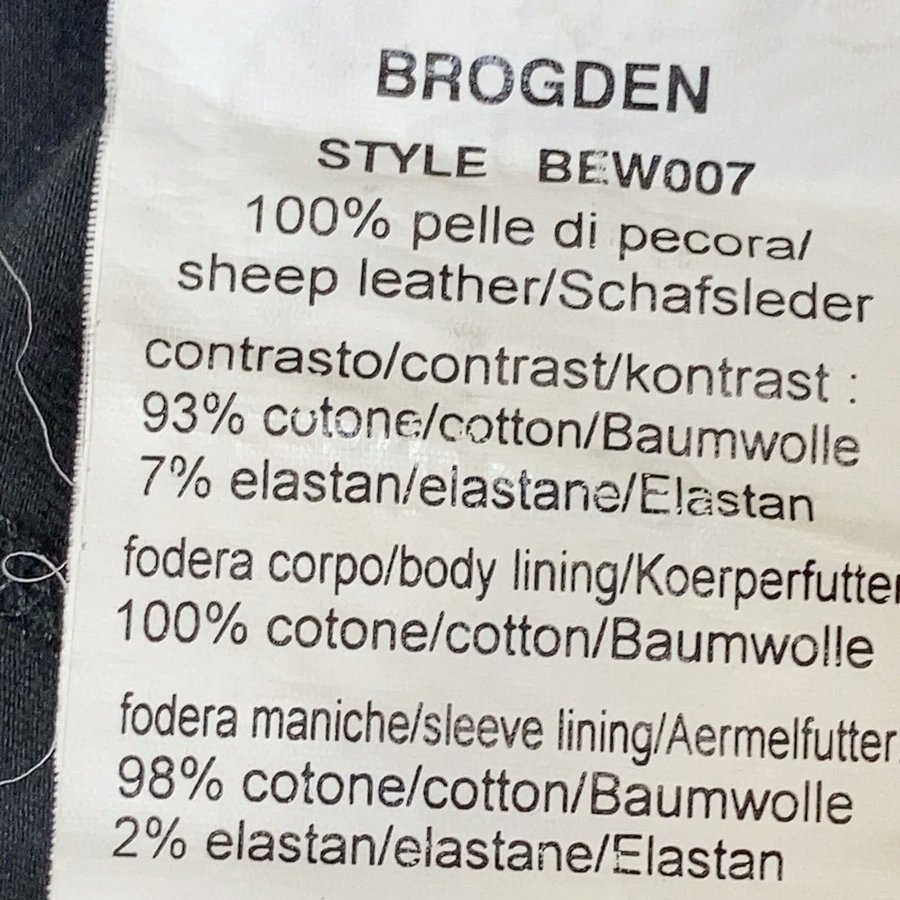 BROGDEN
STYLE BEW007
100% pelle di pecora/
sheep leather/Schafsleder
contrasto/contrast/kontrast :
93% cotone/cotton/Baumwolle
7% elastan/elastane/Elastan
fodera corpo/body lining/Koerperfutter
100% cotone/cotton/Baumwolle
fodera maniche/sleeve lining/Aermelfutter
98% cotone/cotton/Baumwolle
2% elastan/elastane/Elastan